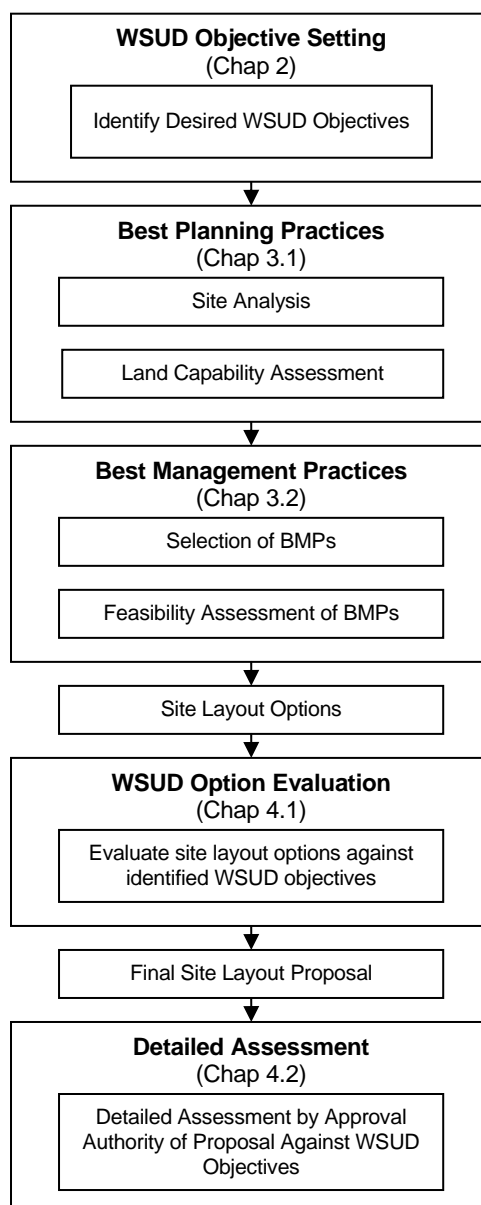 WSUD Objective Setting
(Chap 2)
Identify Desired WSUD Objectives
Best Planning Practices
(Chap 3.1)
Site Analysis
Land Capability Assessment
Best Management Practices
(Chap 3.2)
Selection of BMPs
Feasibility Assessment of BMPs
Site Layout Options
WSUD Option Evaluation
(Chap 4.1)
Evaluate site layout options against
identified WSUD objectives
Final Site Layout Proposal
Detailed Assessment
(Chap 4.2)
Detailed Assessment by Approval
Authority of Proposal Against WSUD
Objectives